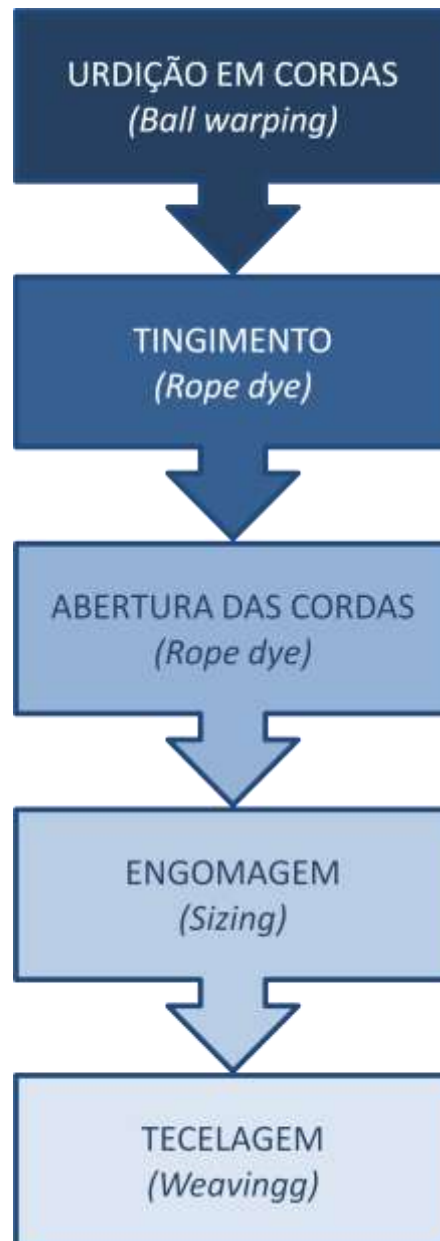 URDIÇÃO EM CORDAS
(Ball warping)
TINGIMENTO
(Rope dye)
ABERTURA DAS CORDAS
(Rope dye)
ENGOMAGEM
(Sizing)
TECELAGEM
(Weavingg)